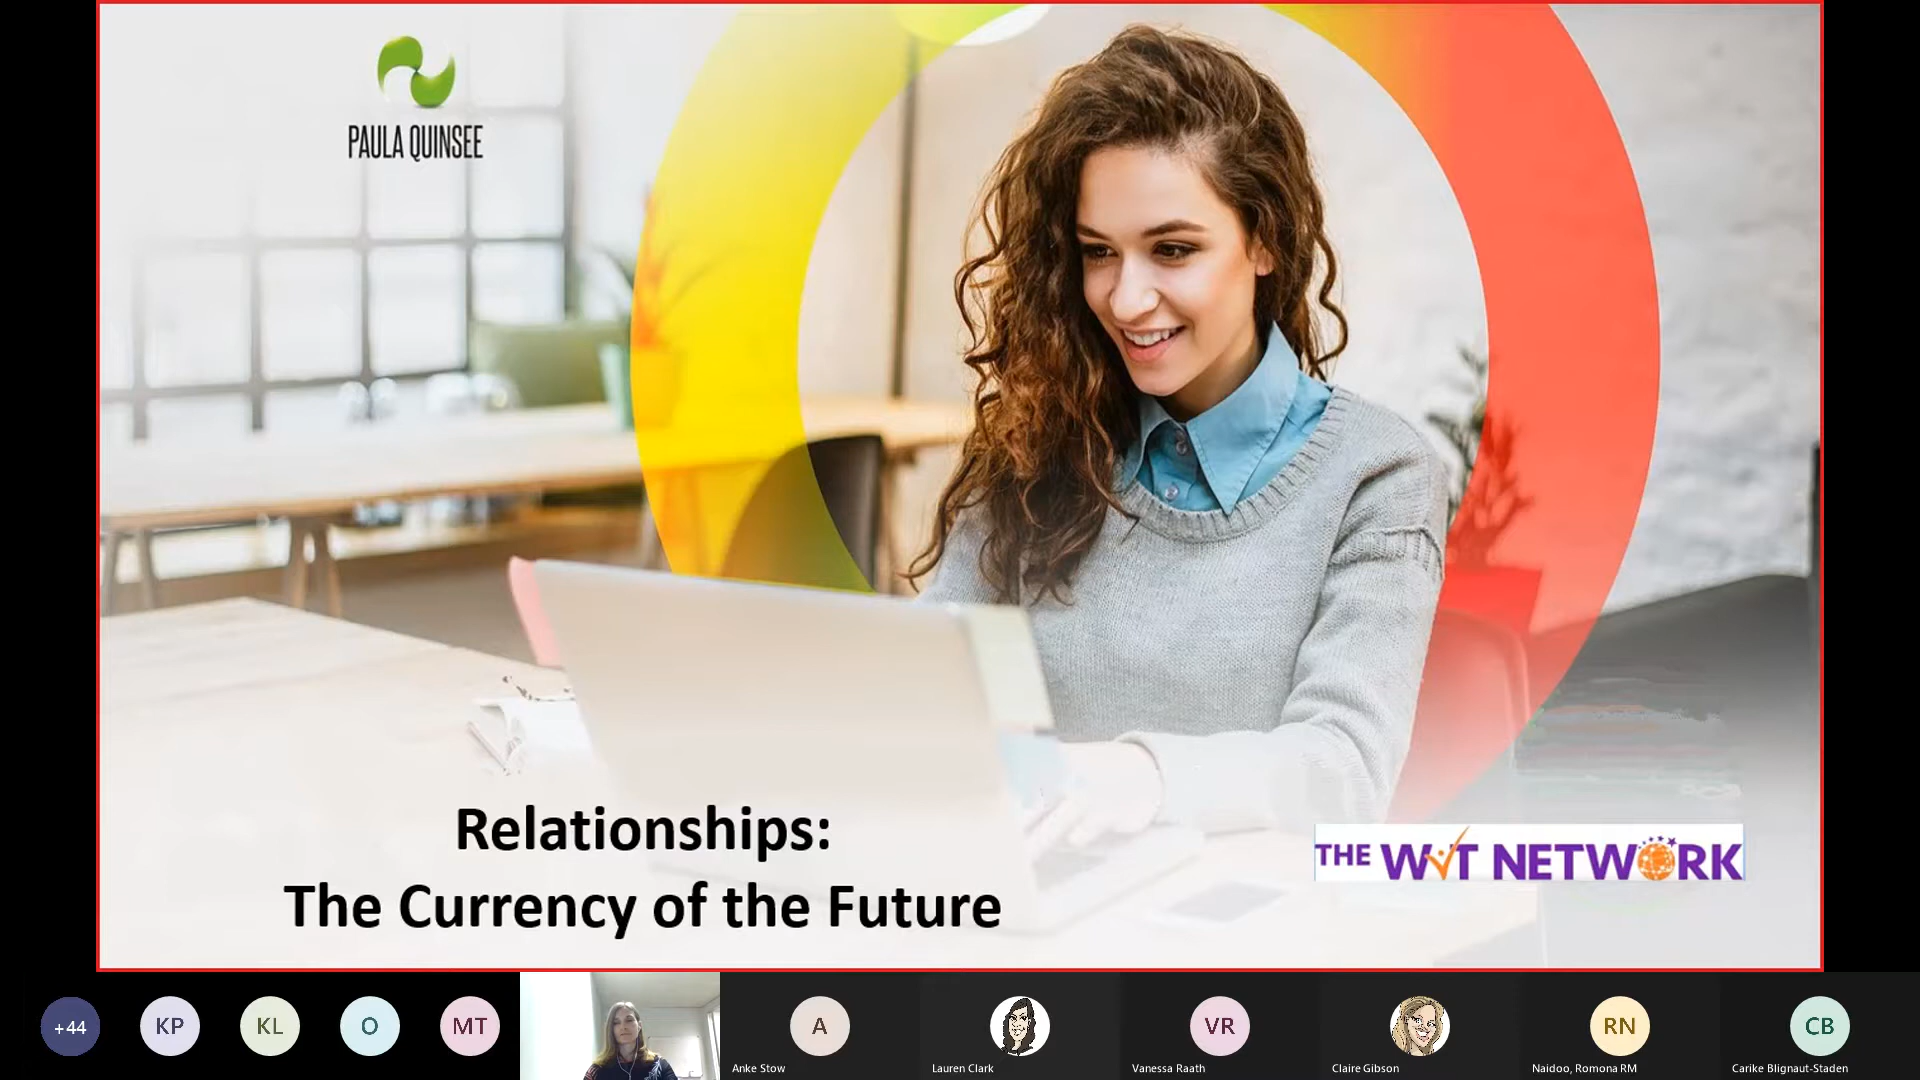 PAULA QUINSEE
Relationships:
The Currency of the Future
THE WIT NETWORK
+44
KP
KL
O
MT
A
VR
RN
CB
Anke Stow
Lauren Clark
Vanessa Raath
Claire Gibson
Naidoo, Romona RM
Carike Blignaut-Staden